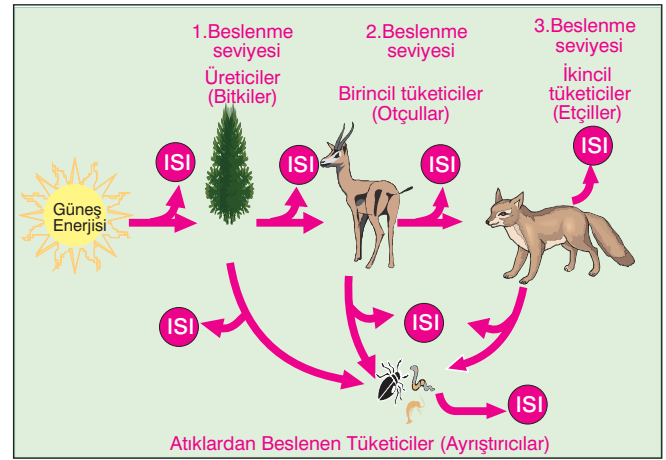 1.Beslenme
seviyesi
Üreticiler
(Bitkiler)
2.Beslenme
seviyesi
Birincil tüketiciler
(Otçullar)
3.Beslenme
seviyesi
İkincil
tüketiciler
(Etçiller)
ISI
ISI
ISI
ISI
Güneş
Enerjisi
ISI
ISI
ISI
Atıklardan Beslenen Tüketiciler (Ayrıştırıcılar)